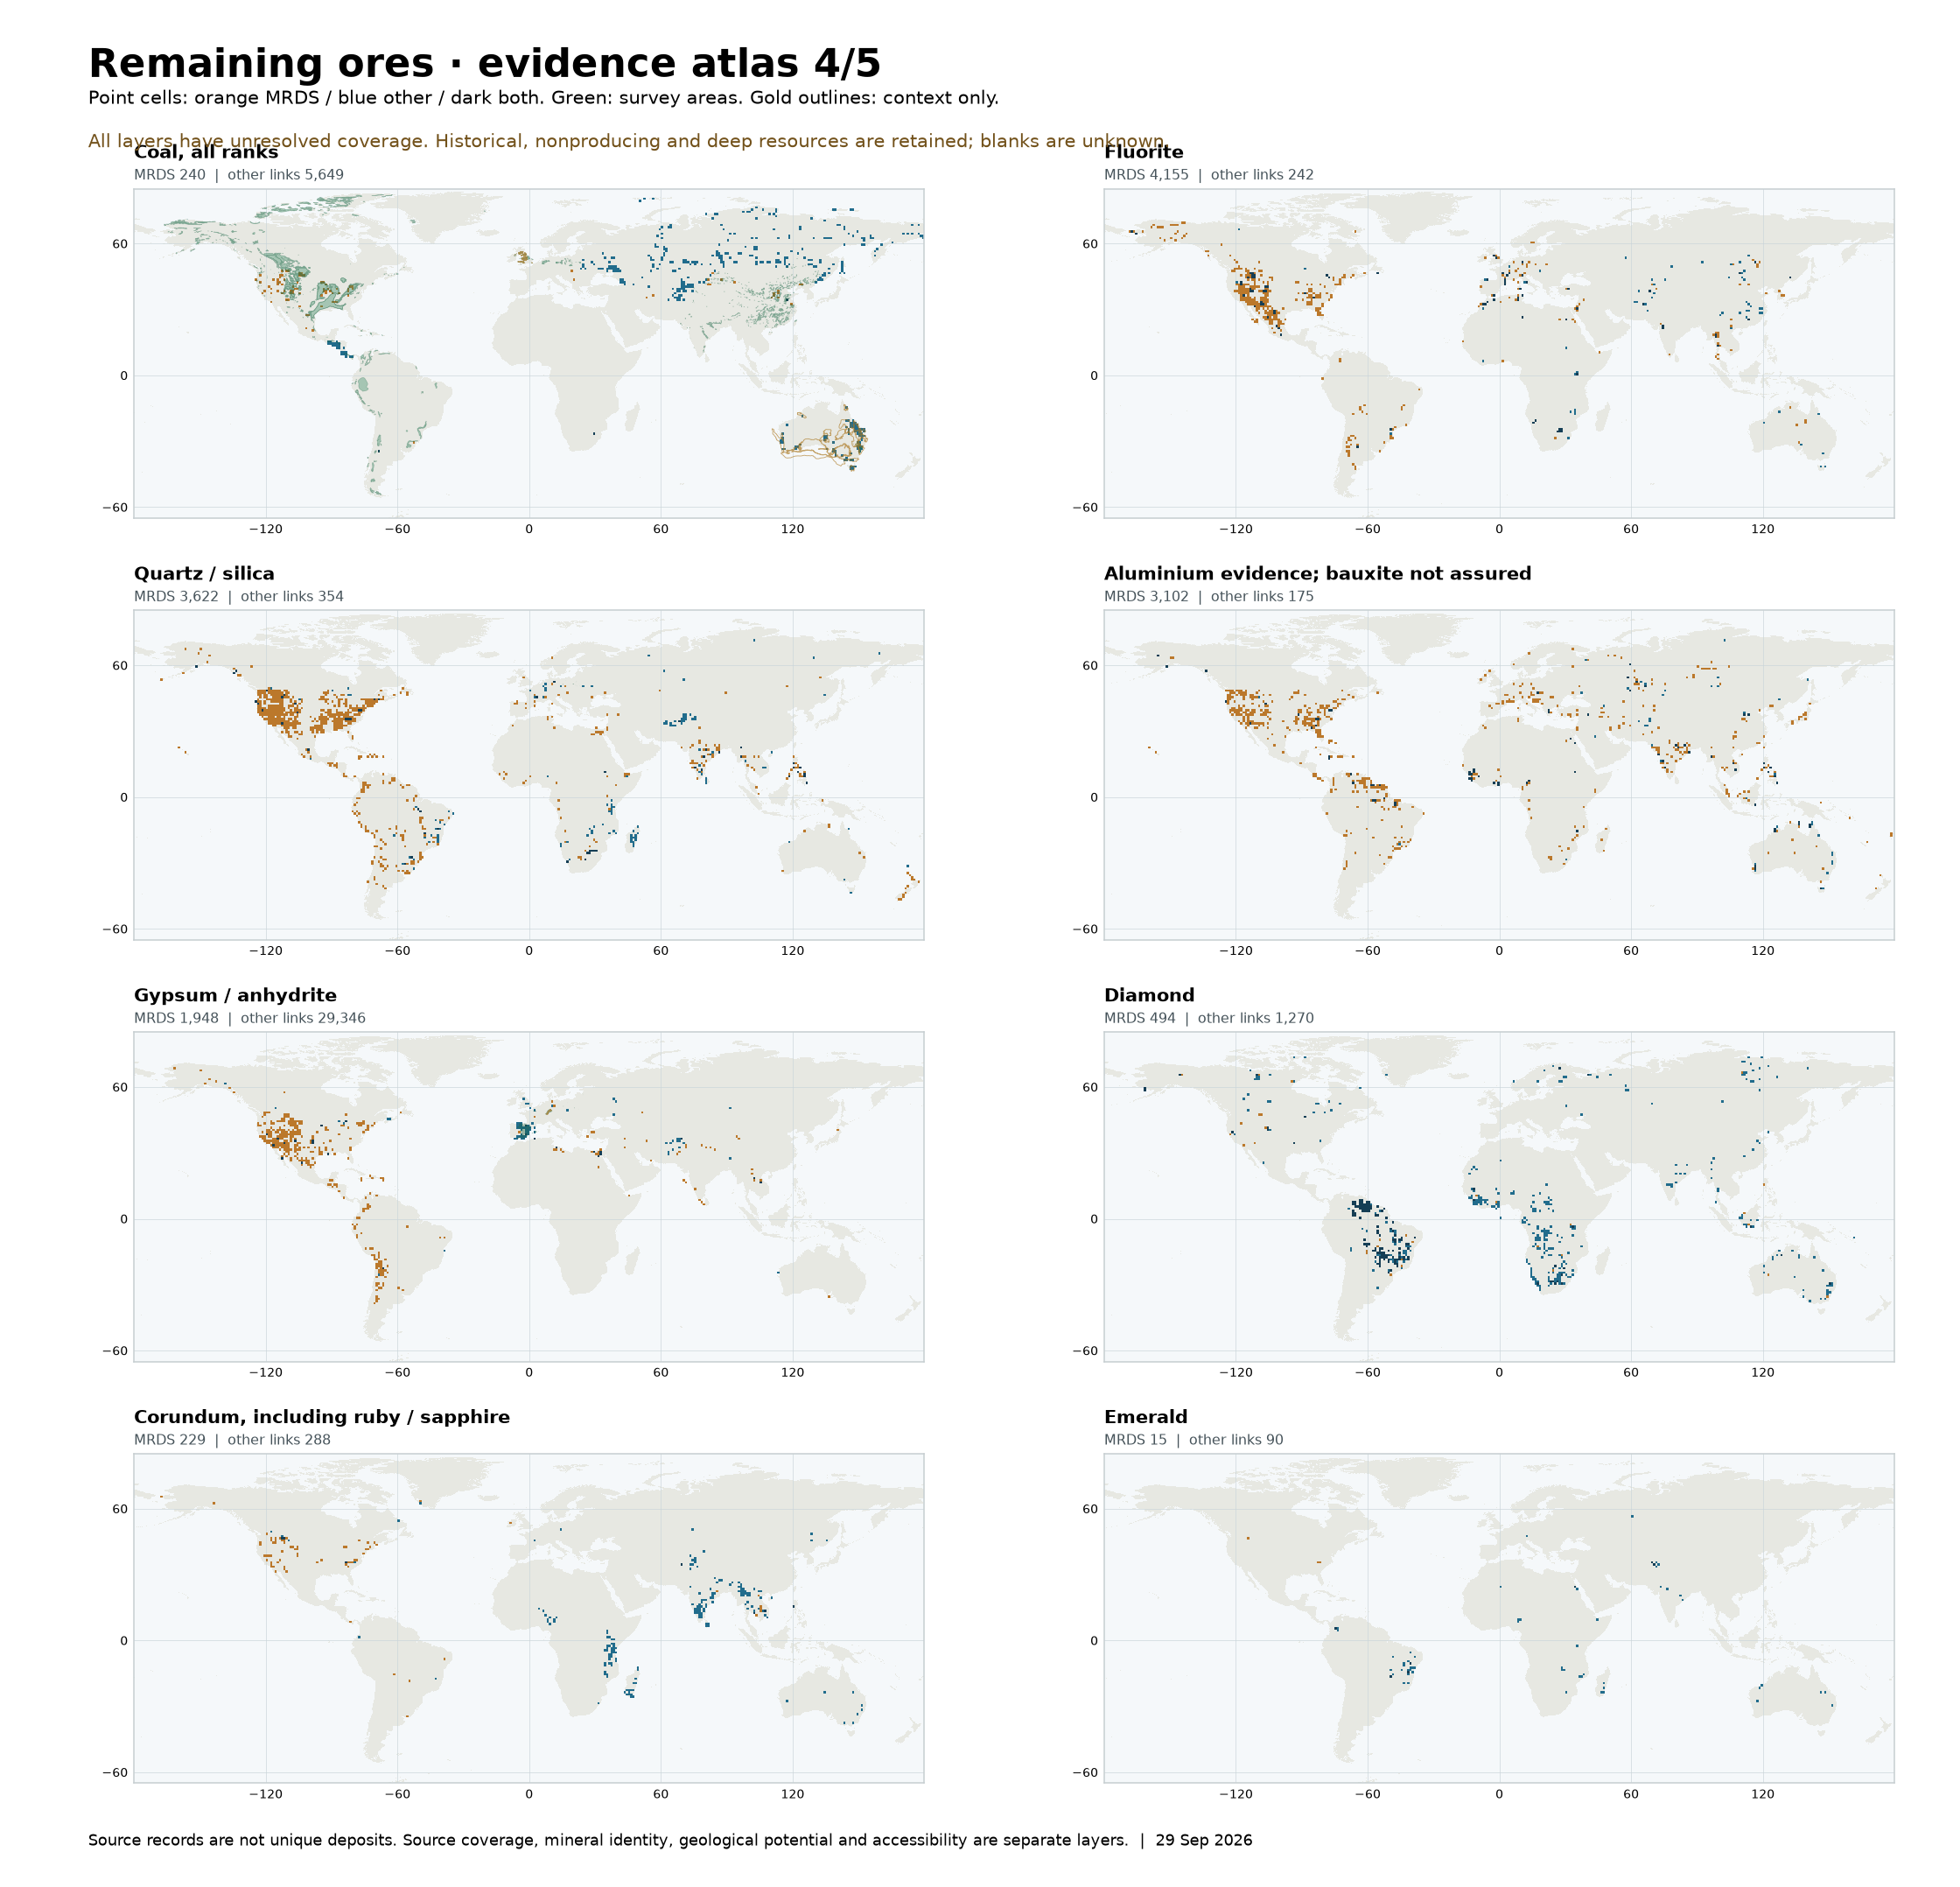 Remaining ores · evidence atlas 4/5
Point cells: orange MRDS / blue other / dark both. Green: survey areas. Gold outlines: context only.
All layers have unresolved coverage. Historical, nonproducing and deep resources are retained; blanks are unknown.
Coal, all ranks
MRDS 240 | other links 5,649
60
0
−60
−120 −60 0 60 120
Fluorite
MRDS 4,155 | other links 242
60
0
−60
−120 −60 0 60 120
Quartz / silica
MRDS 3,622 | other links 354
60
0
−60
−120 −60 0 60 120
Aluminium evidence; bauxite not assured
MRDS 3,102 | other links 175
60
0
−60
−120 −60 0 60 120
Gypsum / anhydrite
MRDS 1,948 | other links 29,346
60
0
−60
−120 −60 0 60 120
Diamond
MRDS 494 | other links 1,270
60
0
−60
−120 −60 0 60 120
Corundum, including ruby / sapphire
MRDS 229 | other links 288
60
0
−60
−120 −60 0 60 120
Emerald
MRDS 15 | other links 90
60
0
−60
−120 −60 0 60 120
Source records are not unique deposits. Source coverage, mineral identity, geological potential and accessibility are separate layers. | 29 Sep 2026